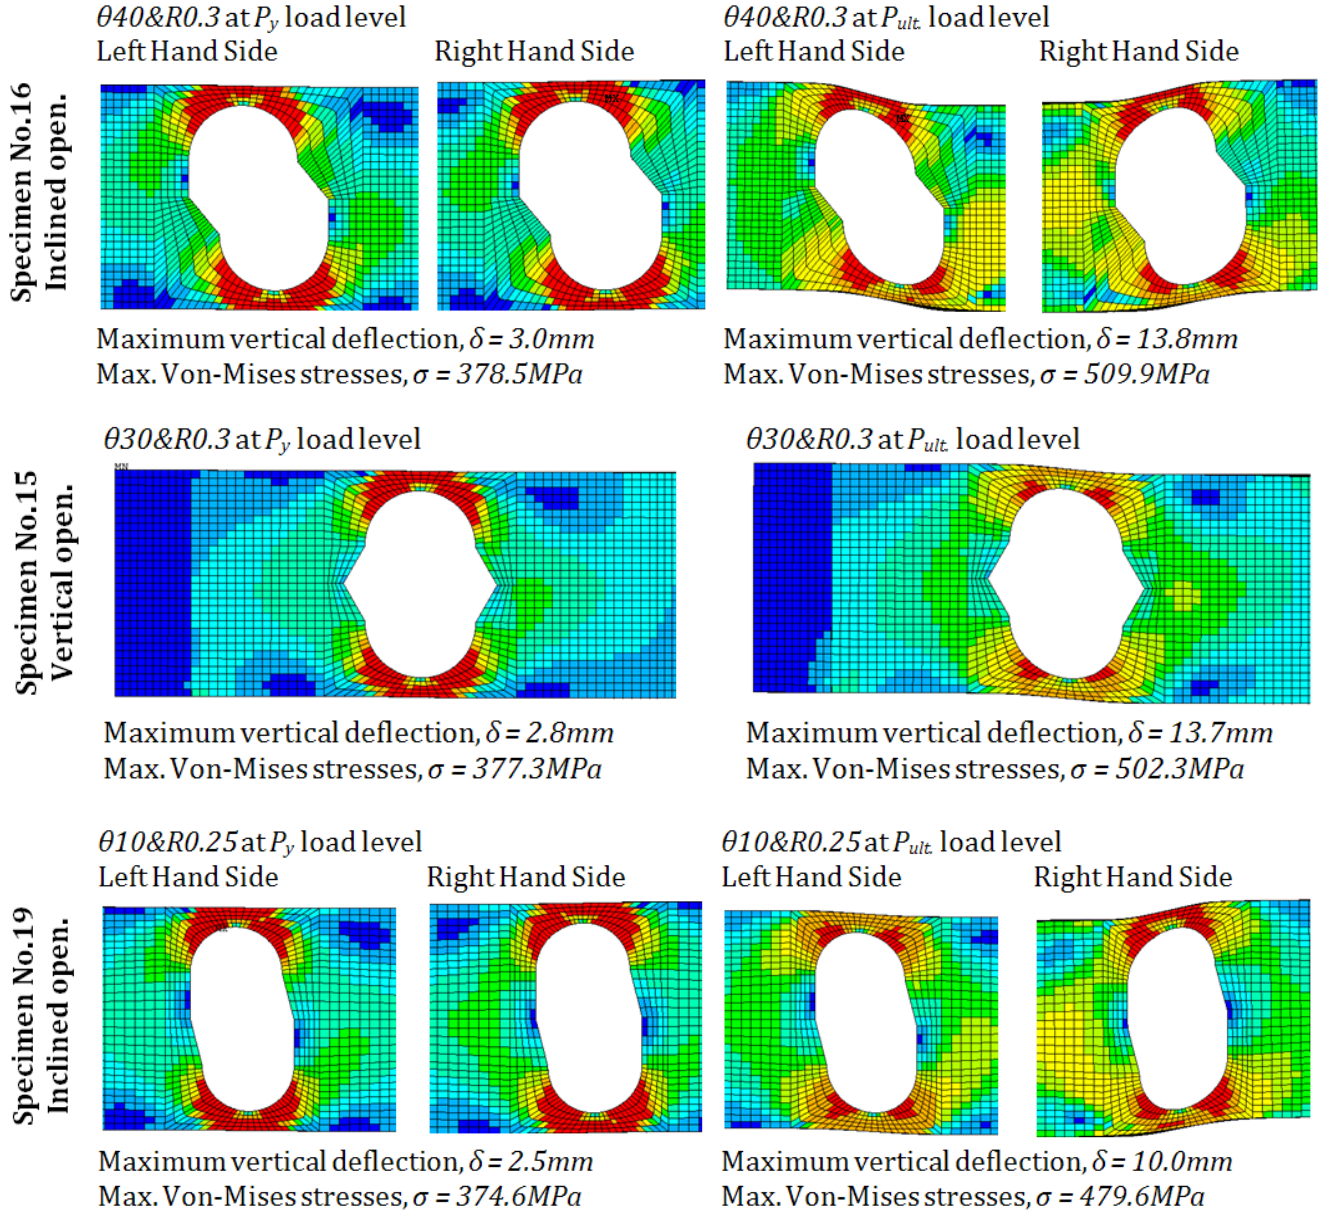 θ40&R0.3 at Py load level
Left Hand Side
Right Hand Side
θ40&R0.3 at Pult. load level
Left Hand Side
Right Hand Side
Specimen No.16
Inclined open.
MX
MX
Maximum vertical deflection, δ = 3.0mm
Max. Von-Mises stresses, σ = 378.5MPa
Maximum vertical deflection, δ = 13.8mm
Max. Von-Mises stresses, σ = 509.9MPa
θ30&R0.3 at Py load level
θ30&R0.3 at Pult. load level
Specimen No.15
Vertical open.
MN
Maximum vertical deflection, δ = 2.8mm
Max. Von-Mises stresses, σ = 377.3MPa
Maximum vertical deflection, δ = 13.7mm
Max. Von-Mises stresses, σ = 502.3MPa
θ10&R0.25 at Py load level
Left Hand Side
Right Hand Side
θ10&R0.25 at Pult. load level
Left Hand Side
Right Hand Side
Specimen No.19
Inclined open.
MX
Maximum vertical deflection, δ = 2.5mm
Max. Von-Mises stresses, σ = 374.6MPa
Maximum vertical deflection, δ = 10.0mm
Max. Von-Mises stresses, σ = 479.6MPa